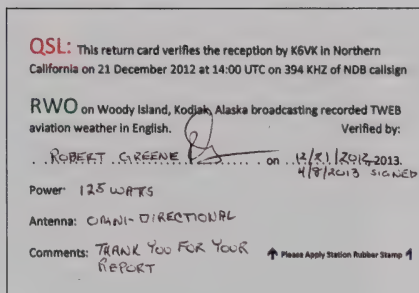 QSL: This return card verifies the reception by K6VK in Northern
California on 21 December 2012 at 14:00 UTC on 394 KHZ of NDB callsign
RWO on Woody Island, Kodiak, Alaska broadcasting recorded TWEB
aviation weather in English. Verified by:
ROBERT GREENE on 12/21/2012 2013.
4/8/2013 SIGNED
Power: 125 WATTS
Antenna: OMNI-DIRECTIONAL
Comments: THANK YOU FOR YOUR ↑ Please Apply Station Rubber Stamp ↑
REPORT